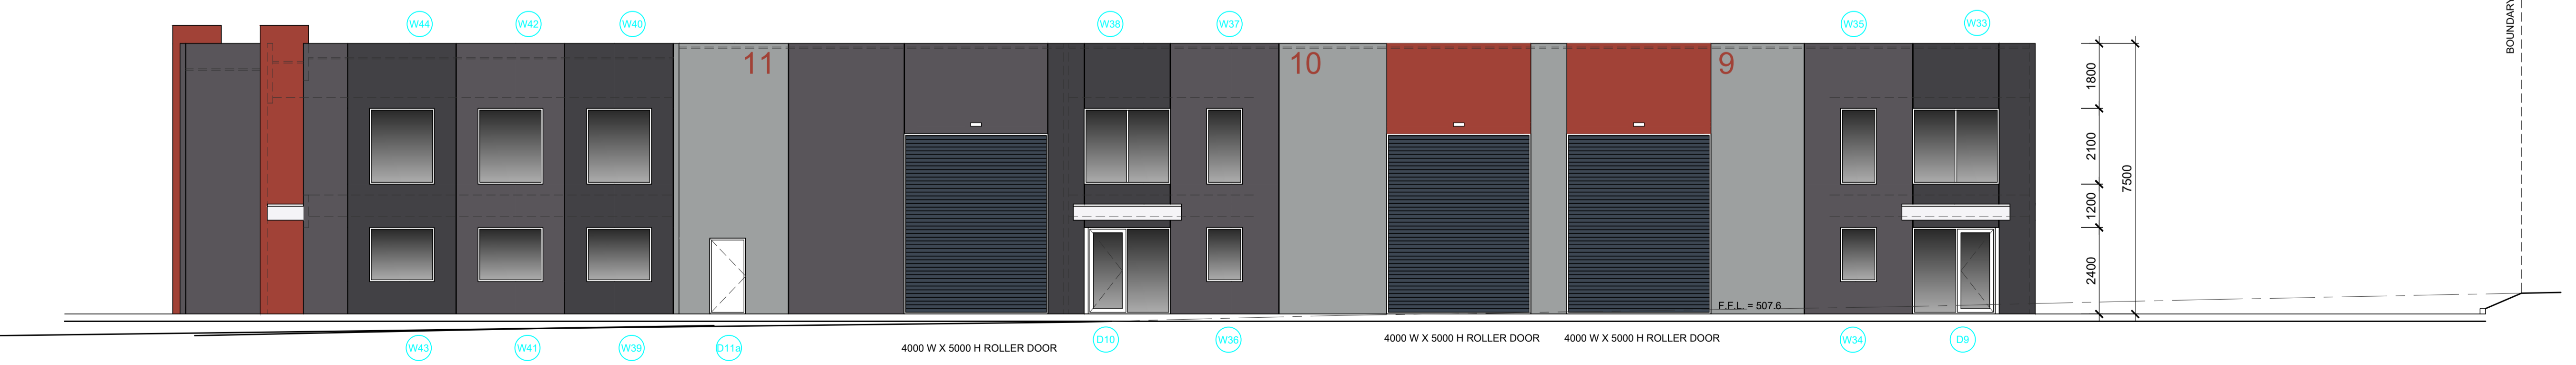 W44
W42
W40
W38
W37
W35
W33
BOUNDARY
11
10
9
1800
2100
1200
2400
7500
F.F.L. = 507.6
W43
W41
W39
D11a
4000 W X 5000 H ROLLER DOOR
D10
W36
4000 W X 5000 H ROLLER DOOR
4000 W X 5000 H ROLLER DOOR
W34
D9